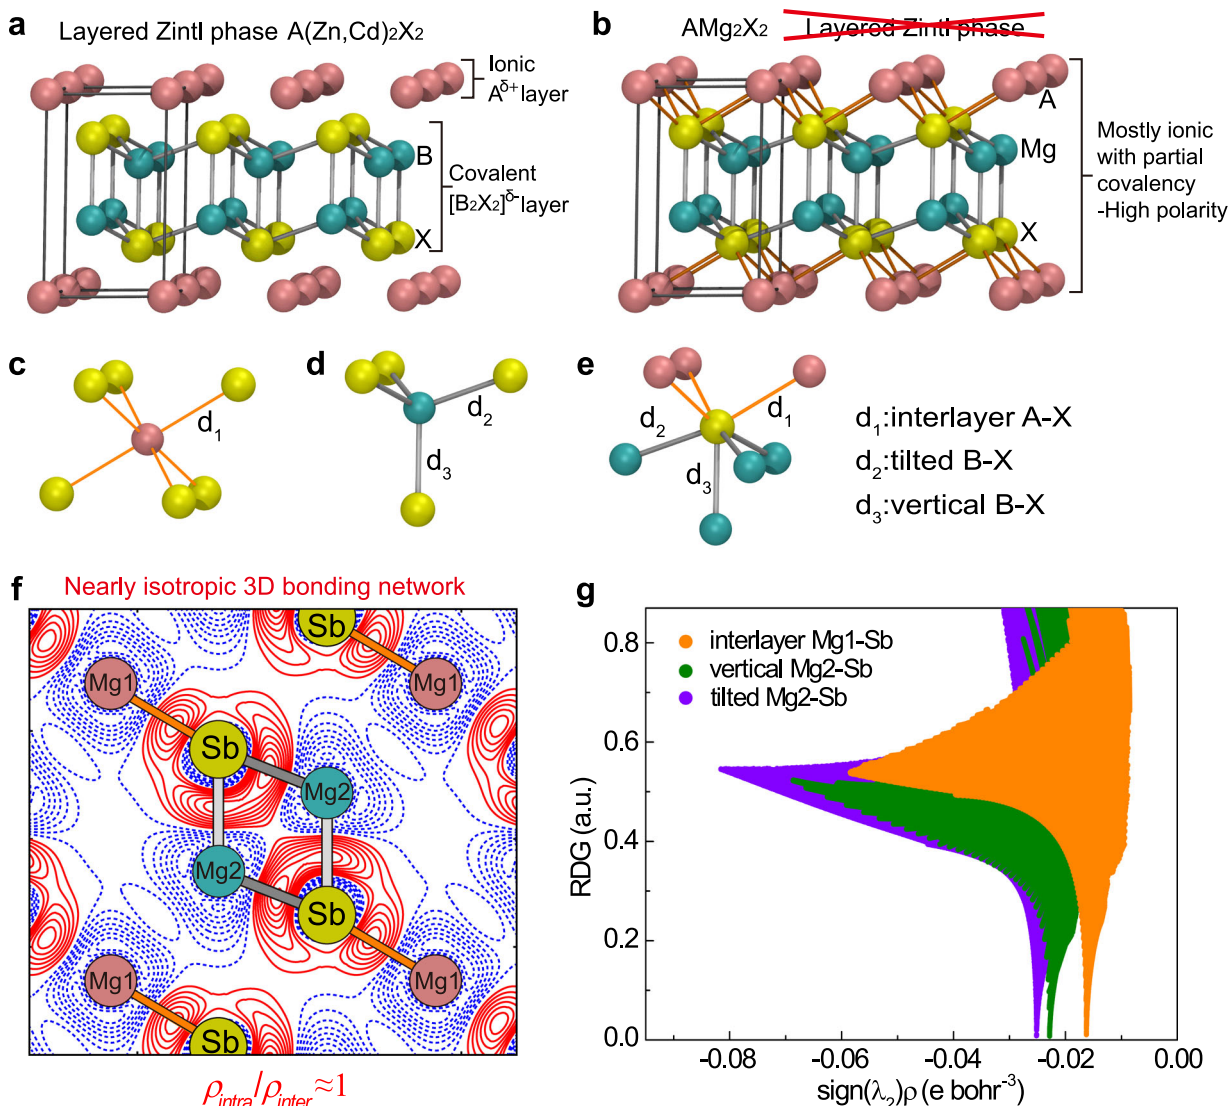 a Layered Zintl phase A(Zn,Cd)₂X₂
Ionic
A^δ+ layer
B
Covalent
[B₂X₂]^δ- layer
X
b AMg₂X₂ Layered Zintl phase
A
Mg
X
Mostly ionic
with partial
covalency
-High polarity
c
d₁
d
d₂
d₃
e
d₂
d₁
d₃
d₁:interlayer A-X
d₂:tilted B-X
d₃:vertical B-X
f Nearly isotropic 3D bonding network
Sb
Mg1
Mg1
Sb
Mg2
Mg2
Sb
Mg1
Mg1
Sb
ρ_intra/ρ_inter≈1
g
interlayer Mg1-Sb
vertical Mg2-Sb
tilted Mg2-Sb
RDG (a.u.)
0.8
0.6
0.4
0.2
0.0
-0.08 -0.06 -0.04 -0.02 0.00
sign(λ₂)ρ (e bohr⁻³)